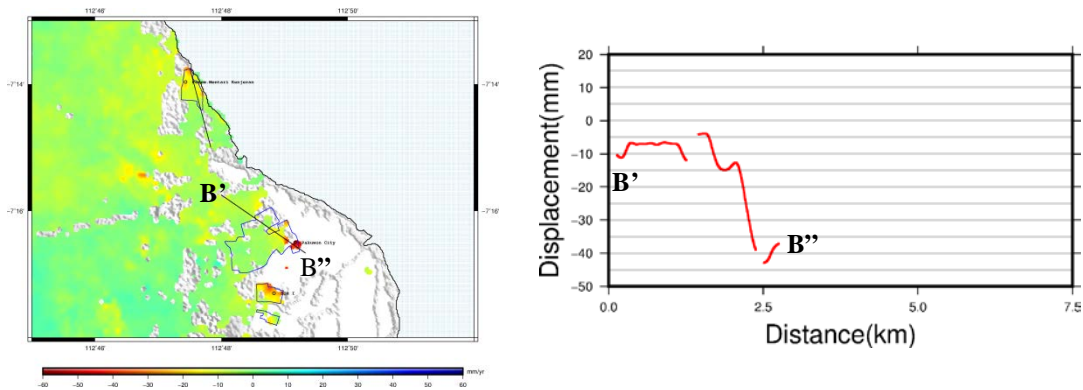 112˚46' 112˚48' 112˚50'
-7˚14'
-7˚16'
B’
B”
112˚46' 112˚48' 112˚50'
-60 -50 -40 -30 -20 -10 0 10 20 30 40 50 60
mm/yr
Displacement(mm)
20
10
0
-10
-20
-30
-40
-50
B’
B”
0.0 2.5 5.0 7.5
Distance(km)